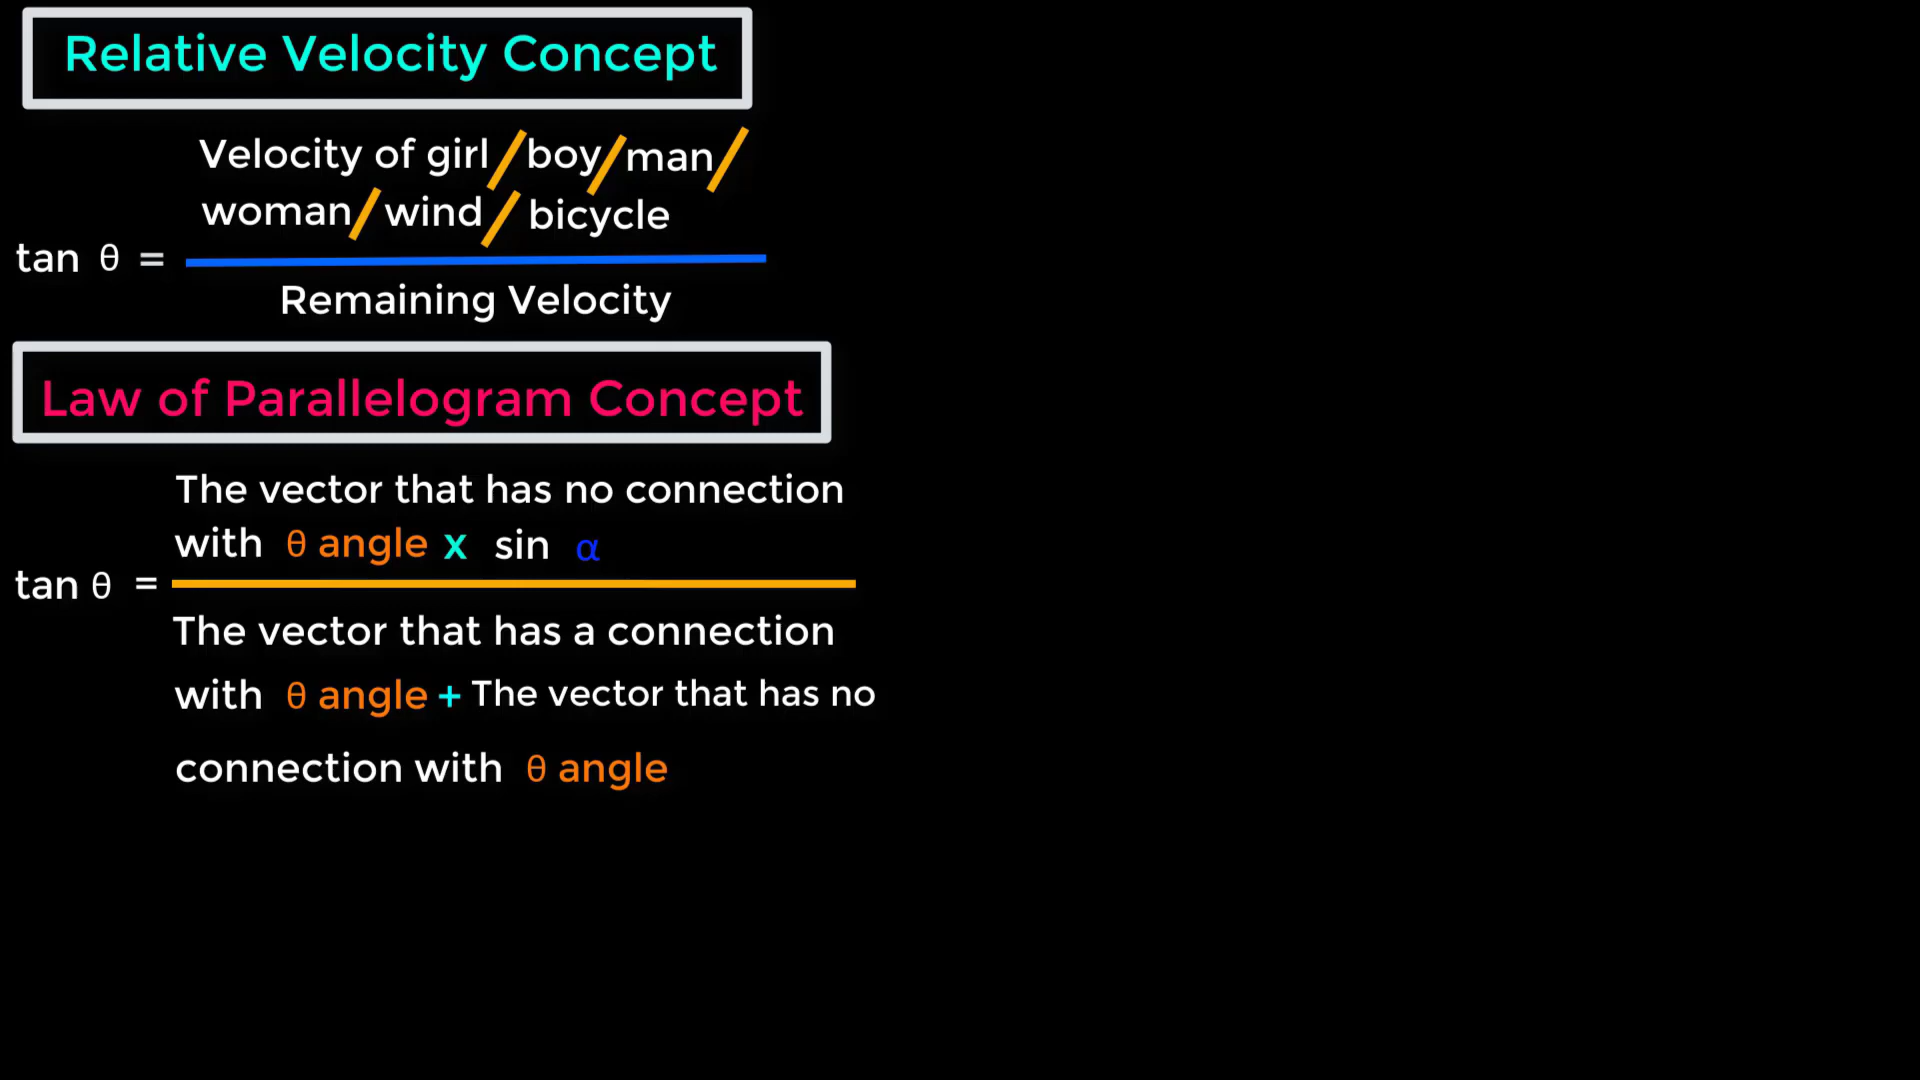 Relative Velocity Concept
Velocity of girl / boy / man /
woman / wind / bicycle
tan θ =
Remaining Velocity
Law of Parallelogram Concept
The vector that has no connection
with θ angle x sin α
tan θ =
The vector that has a connection
with θ angle + The vector that has no
connection with θ angle